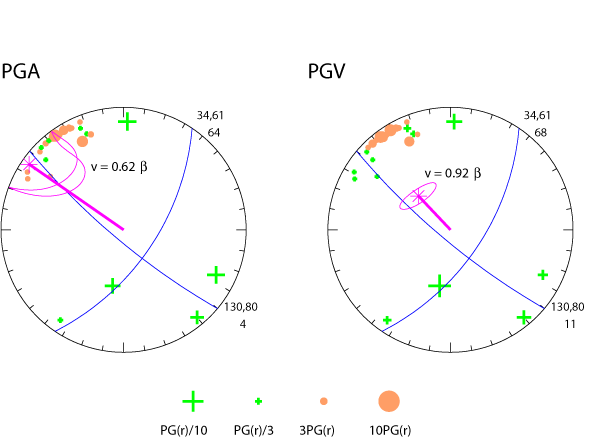 PGA
PGV
34,61
64
34,61
68
v = 0.62 β
v = 0.92 β
130,80
4
130,80
11
PG(r)/10 PG(r)/3 3PG(r) 10PG(r)